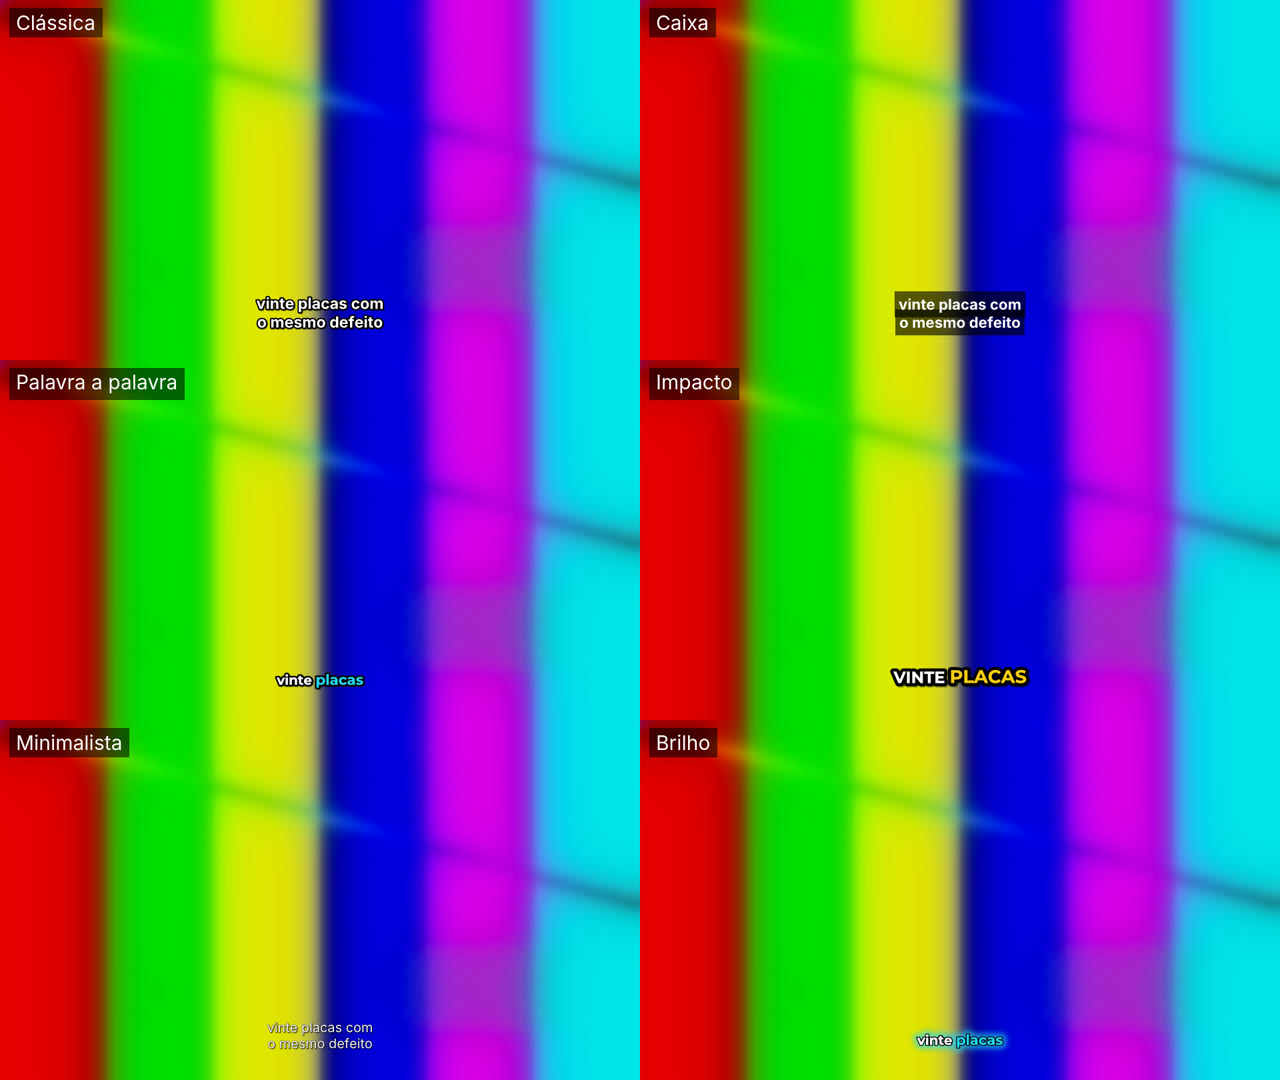 Clássica
vinte placas com
o mesmo defeito
Caixa
vinte placas com
o mesmo defeito
Palavra a palavra
vinte placas
Impacto
VINTE PLACAS
Minimalista
vinte placas com
o mesmo defeito
Brilho
vinte placas